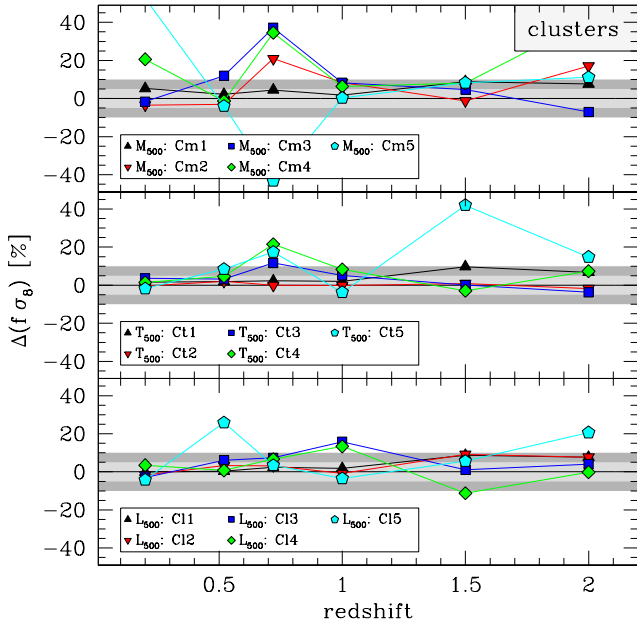 clusters
40
20
0
-20
-40
M500: Cm1 M500: Cm3 M500: Cm5
M500: Cm2 M500: Cm4
Δ(f σ8) [%]
40
20
0
-20
-40
T500: Ct1 T500: Ct3 T500: Ct5
T500: Ct2 T500: Ct4
40
20
0
-20
-40
L500: Cl1 L500: Cl3 L500: Cl5
L500: Cl2 L500: Cl4
0.5 1 1.5 2
redshift